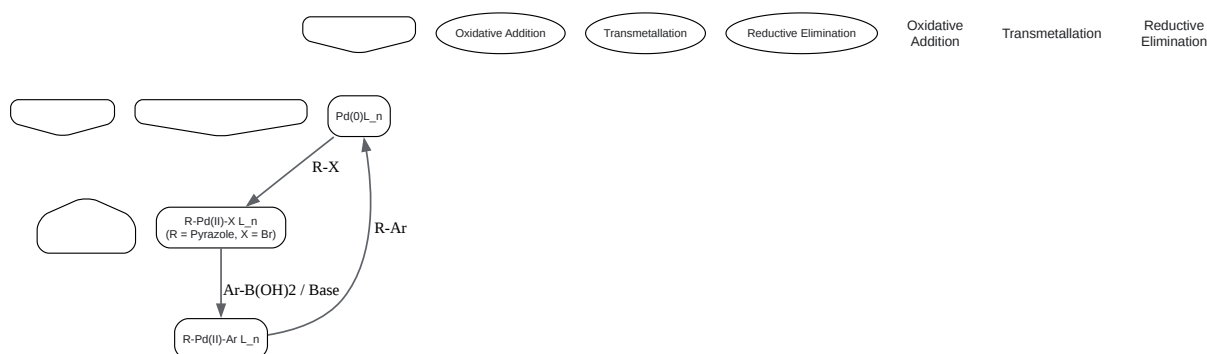 Oxidative Addition
Transmetallation
Reductive Elimination
Oxidative
Addition
Transmetallation
Reductive
Elimination
Pd(0)L_n
R-X
R-Pd(II)-X L_n
(R = Pyrazole, X = Br)
R-Ar
Ar-B(OH)2 / Base
R-Pd(II)-Ar L_n